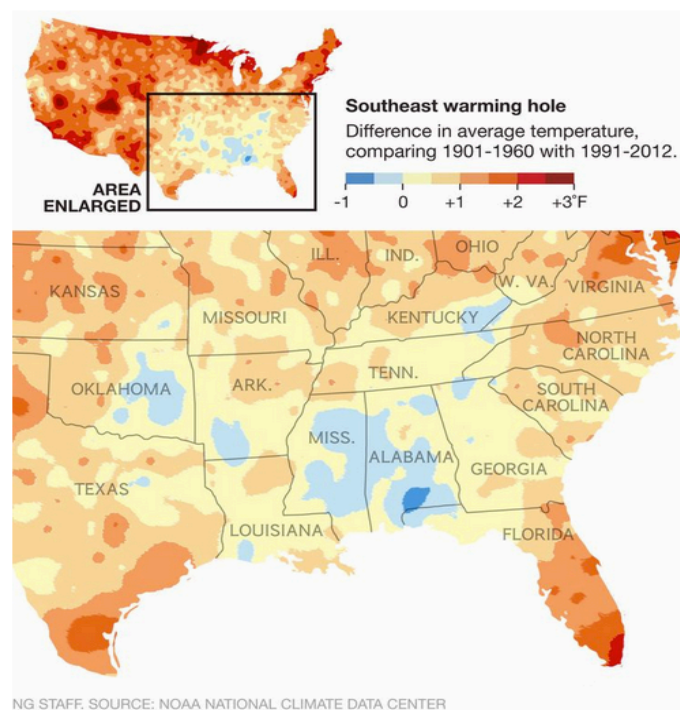 Southeast warming hole
Difference in average temperature,
comparing 1901-1960 with 1991-2012.
-1 0 +1 +2 +3°F
AREA
ENLARGED
ILL.
IND.
OHIO
W. VA.
KANSAS
VIRGINIA
MISSOURI
KENTUCKY
NORTH
CAROLINA
TENN.
OKLAHOMA
ARK.
SOUTH
CAROLINA
MISS.
ALABAMA
GEORGIA
TEXAS
LOUISIANA
FLORIDA
NG STAFF. SOURCE: NOAA NATIONAL CLIMATE DATA CENTER